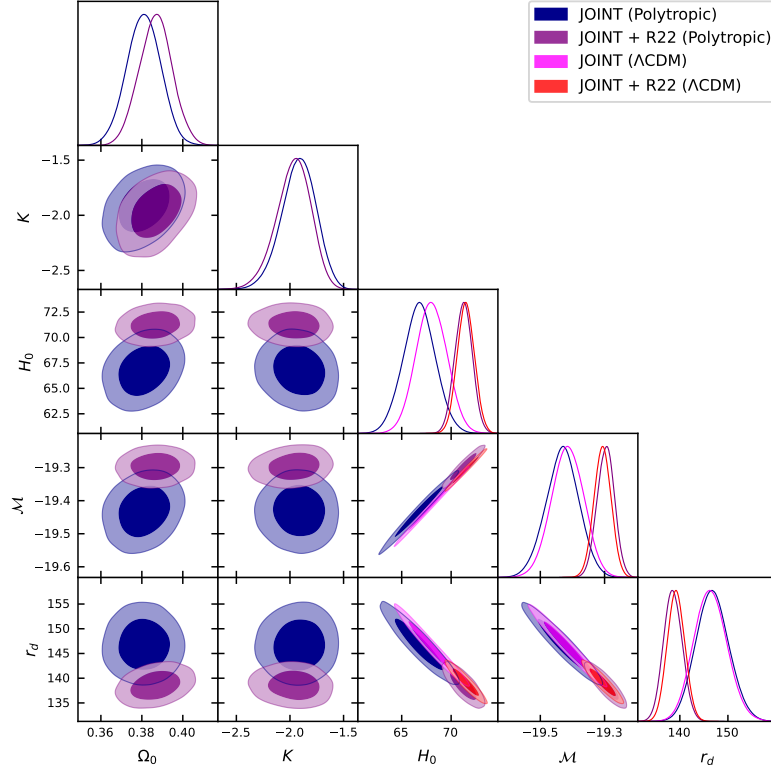 JOINT (Polytropic)
JOINT + R22 (Polytropic)
JOINT (ΛCDM)
JOINT + R22 (ΛCDM)
−1.5
−2.0
−2.5
K
72.5
70.0
67.5
65.0
62.5
H₀
−19.3
−19.4
−19.5
−19.6
ℳ
155
150
145
140
135
r_d
0.36 0.38 0.40
−2.5 −2.0 −1.5
65 70
−19.5 −19.3
140 150
Ω₀ K H₀ ℳ r_d